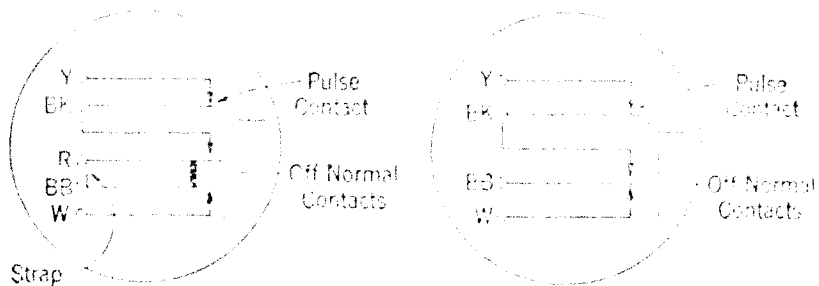 Y
BK
R
BB
W
Strap
Pulse
Contact
Off Normal
Contacts
Y
BK
BB
W
Pulse
Contact
Off Normal
Contacts